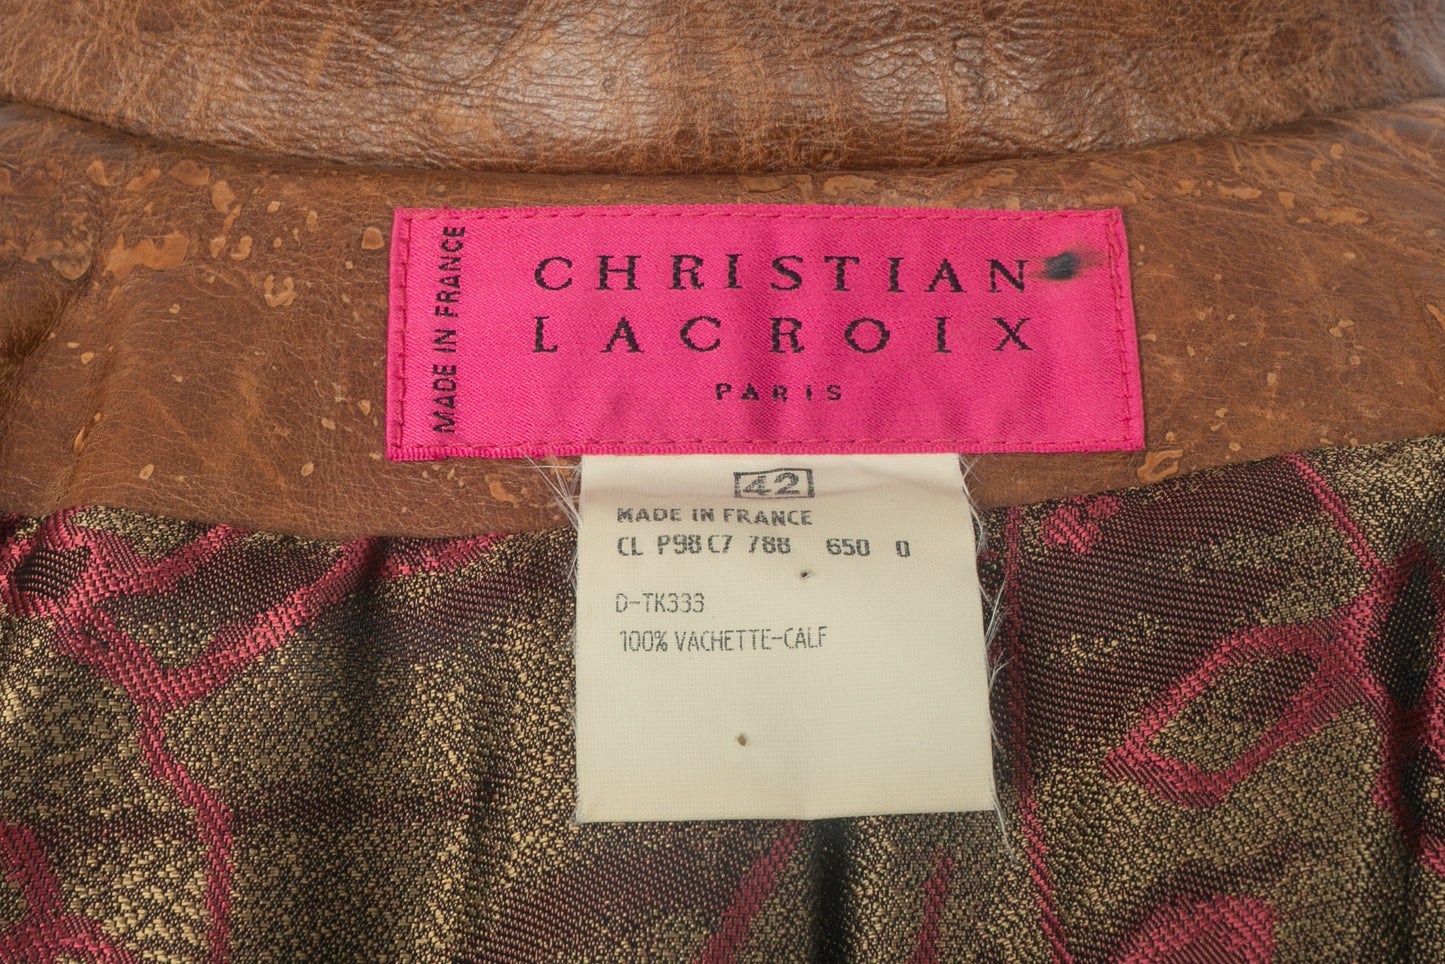 MADE IN FRANCE
CHRISTIAN
LACROIX
PARIS
42
MADE IN FRANCE
CL P98 C7 788 650 0
D-TK333
100% VACHETTE-CALF